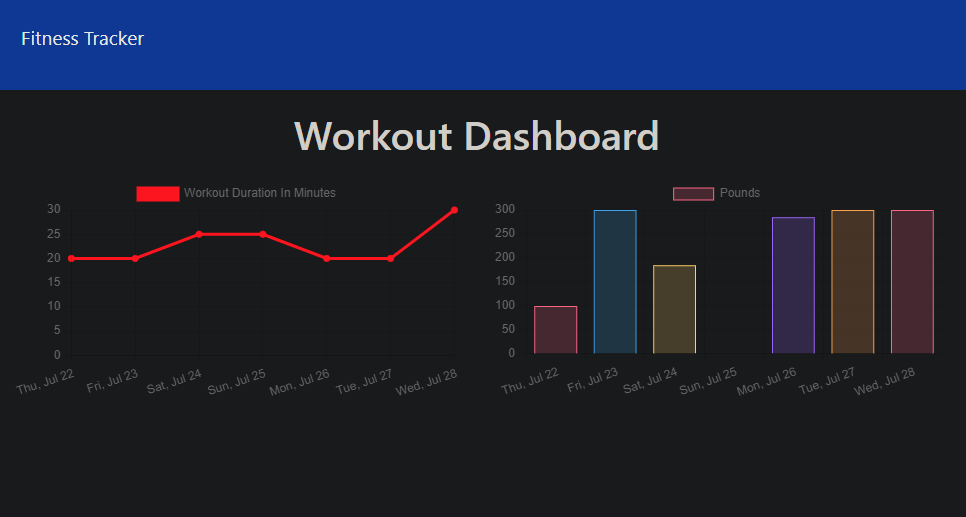 Fitness Tracker
Workout Dashboard
Workout Duration In Minutes
30
25
20
15
10
5
0
Thu, Jul 22 Fri, Jul 23 Sat, Jul 24 Sun, Jul 25 Mon, Jul 26 Tue, Jul 27 Wed, Jul 28
Pounds
300
250
200
150
100
50
0
Thu, Jul 22 Fri, Jul 23 Sat, Jul 24 Sun, Jul 25 Mon, Jul 26 Tue, Jul 27 Wed, Jul 28